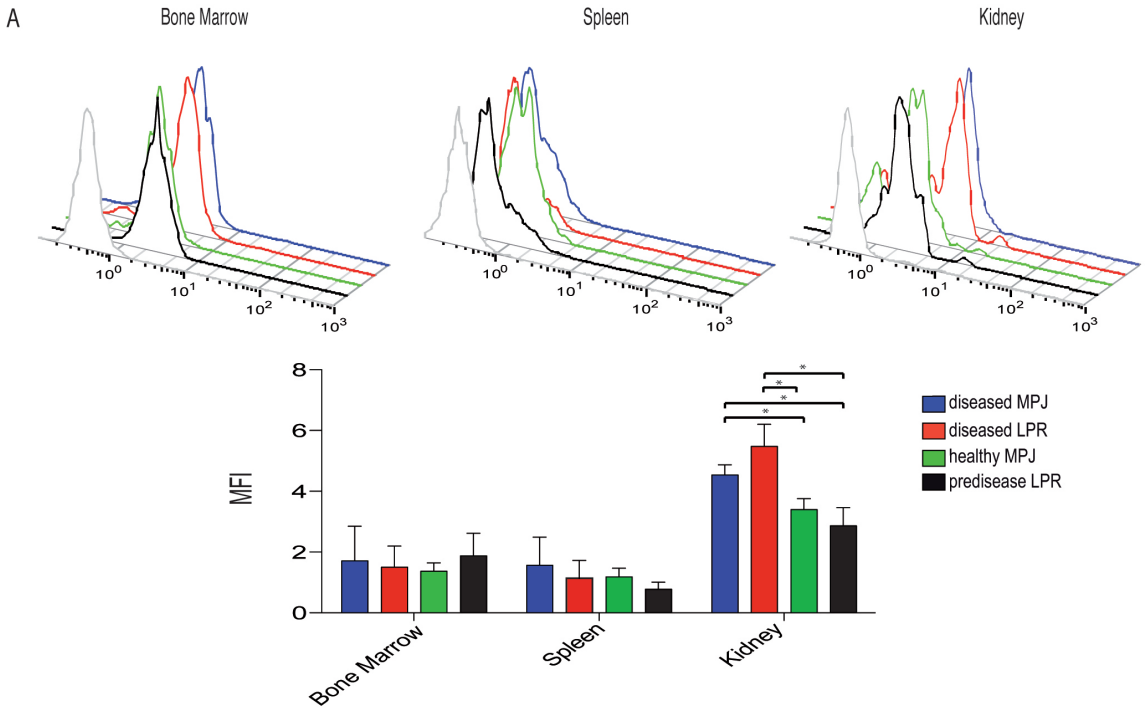 A
Bone Marrow
Spleen
Kidney
10⁰
10¹
10²
10³
10⁰
10¹
10²
10³
10⁰
10¹
10²
10³
8
6
4
2
0
MFI
*
*
*
*
diseased MPJ
diseased LPR
healthy MPJ
predisease LPR
Bone Marrow
Spleen
Kidney